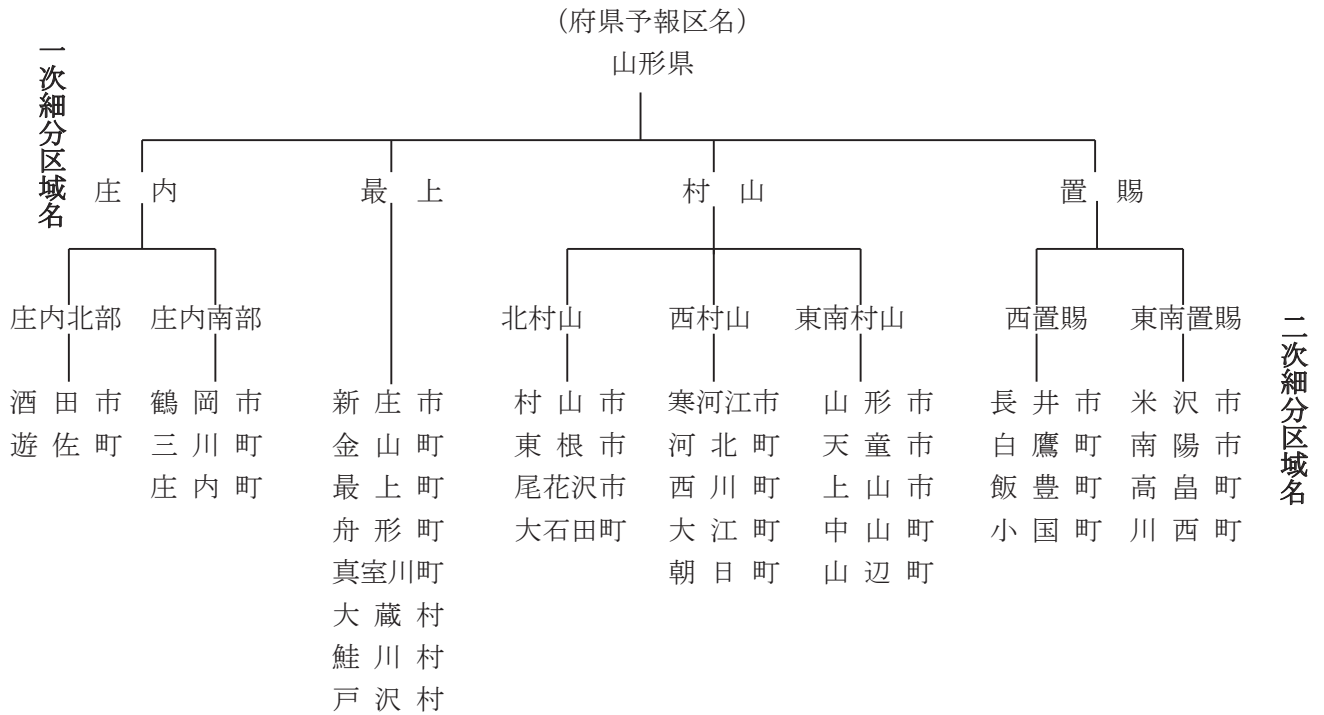 (府県予報区名)
山形県
一次細分区域名
庄内 最上 村山 置賜
庄内北部 庄内南部 北村山 西村山 東南村山 西置賜 東南置賜
二次細分区域名
酒田市 鶴岡市 新庄市 村山市 寒河江市 山形市 長井市 米沢市
遊佐町 三川町 金山町 東根市 河北町 天童市 白鷹町 南陽市
庄内町 最上町 尾花沢市 西川町 上山市 飯豊町 高畠町
舟形町 大石田町 大江町 中山町 小国町 川西町
真室川町 朝日町 山辺町
大蔵村
鮭川村
戸沢村